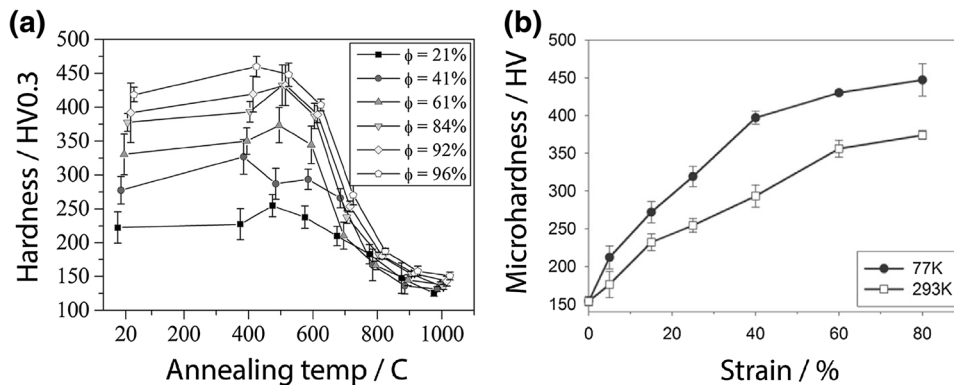 (a)
500
450
400
350
300
250
200
150
100
Hardness / HV0.3
ϕ = 21%
ϕ = 41%
ϕ = 61%
ϕ = 84%
ϕ = 92%
ϕ = 96%
20 200 400 600 800 1000
Annealing temp / C
(b)
500
450
400
350
300
250
200
150
Microhardness / HV
77K
293K
0 20 40 60 80
Strain / %